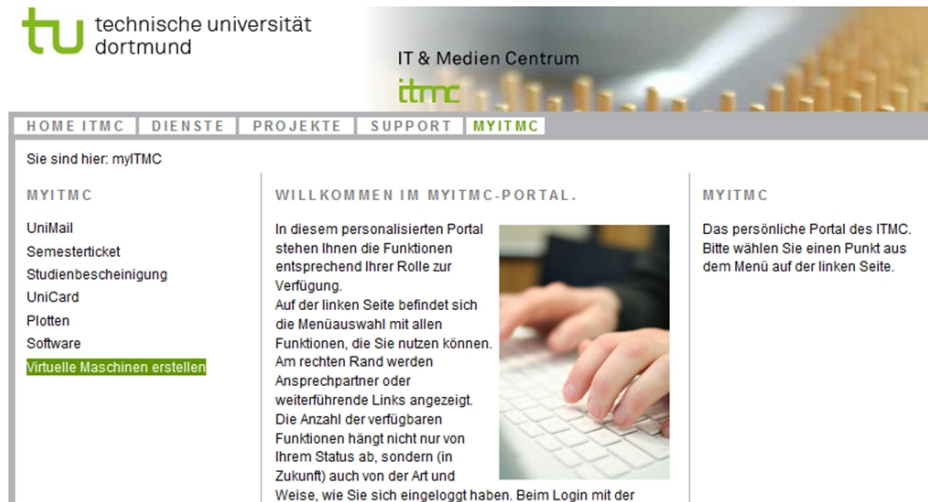 technische universität
dortmund
IT & Medien Centrum
itmc
HOME ITMC
DIENSTE
PROJEKTE
SUPPORT
MYITMC
Sie sind hier: myITMC
MYITMC
UniMail
Semesterticket
Studienbescheinigung
UniCard
Plotten
Software
Virtuelle Maschinen erstellen
WILLKOMMEN IM MYITMC-PORTAL.
In diesem personalisierten Portal
stehen Ihnen die Funktionen
entsprechend Ihrer Rolle zur
Verfügung.
Auf der linken Seite befindet sich
die Menüauswahl mit allen
Funktionen, die Sie nutzen können.
Am rechten Rand werden
Ansprechpartner oder
weiterführende Links angezeigt.
Die Anzahl der verfügbaren
Funktionen hängt nicht nur von
Ihrem Status ab, sondern (in
Zukunft) auch von der Art und
Weise, wie Sie sich eingeloggt haben. Beim Login mit der
MYITMC
Das persönliche Portal des ITMC.
Bitte wählen Sie einen Punkt aus
dem Menü auf der linken Seite.